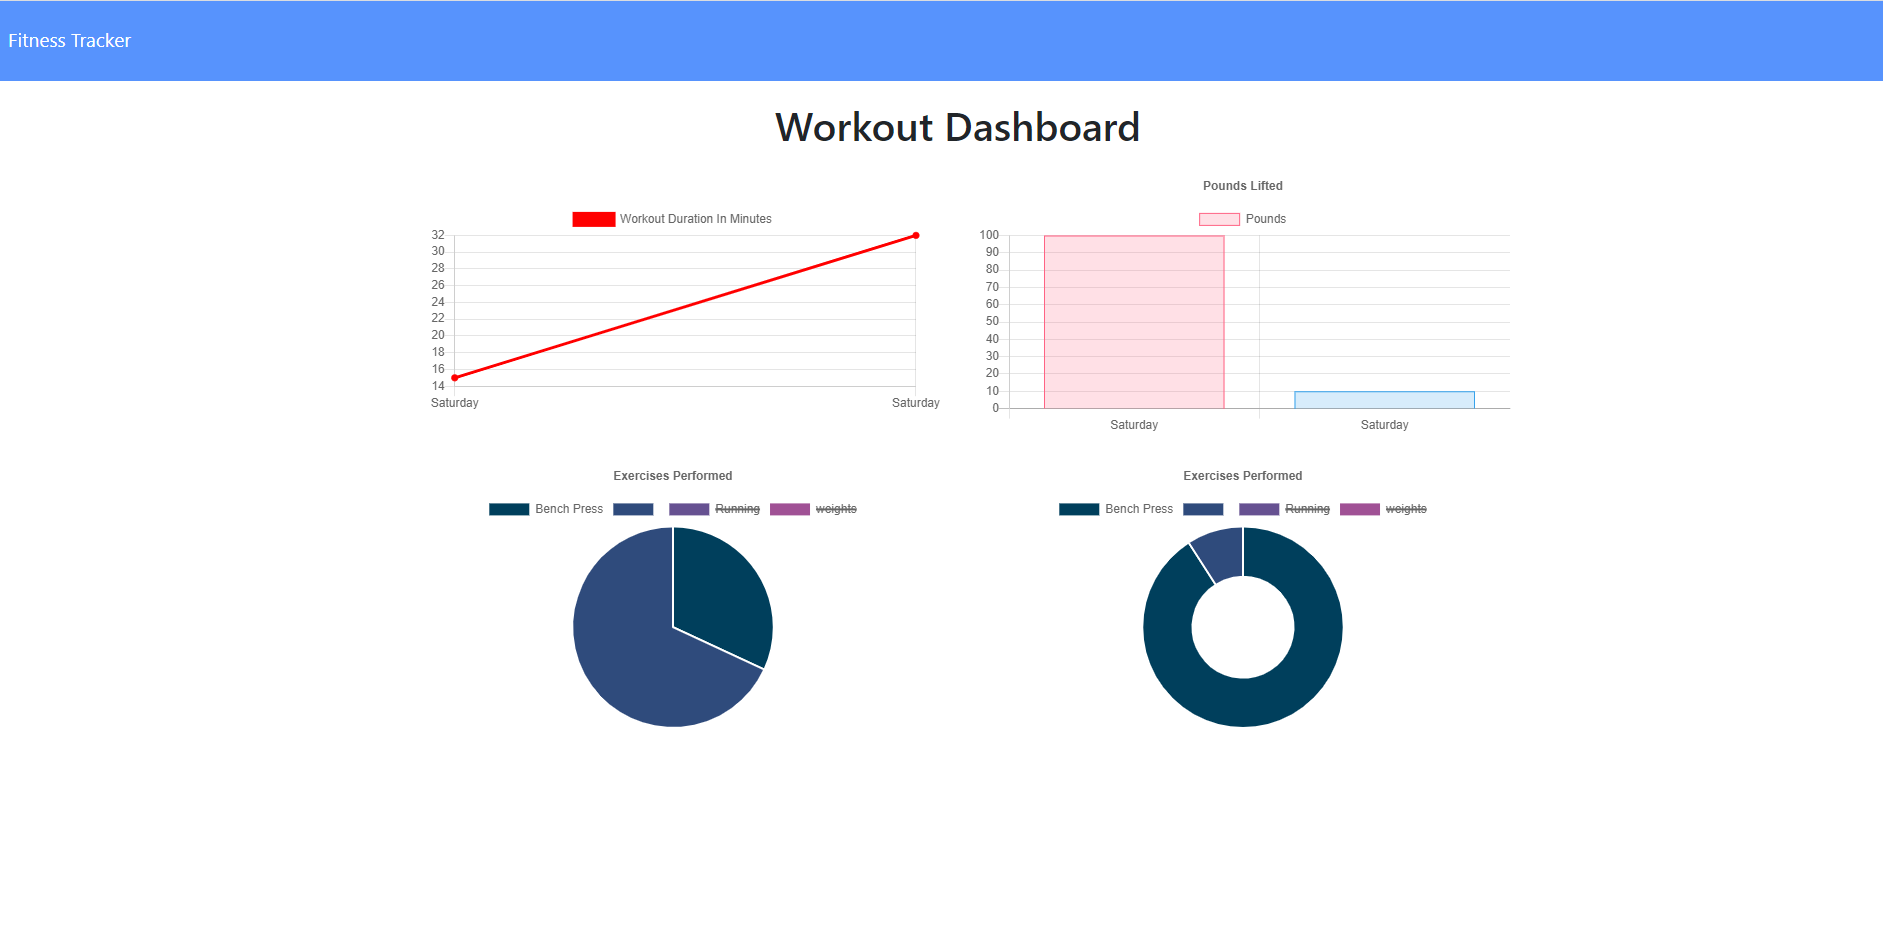 Fitness Tracker
Workout Dashboard
Workout Duration In Minutes
32
30
28
26
24
22
20
18
16
14
Saturday Saturday
Pounds Lifted
Pounds
100
90
80
70
60
50
40
30
20
10
0
Saturday Saturday
Exercises Performed
Bench Press Running weights
Exercises Performed
Bench Press Running weights